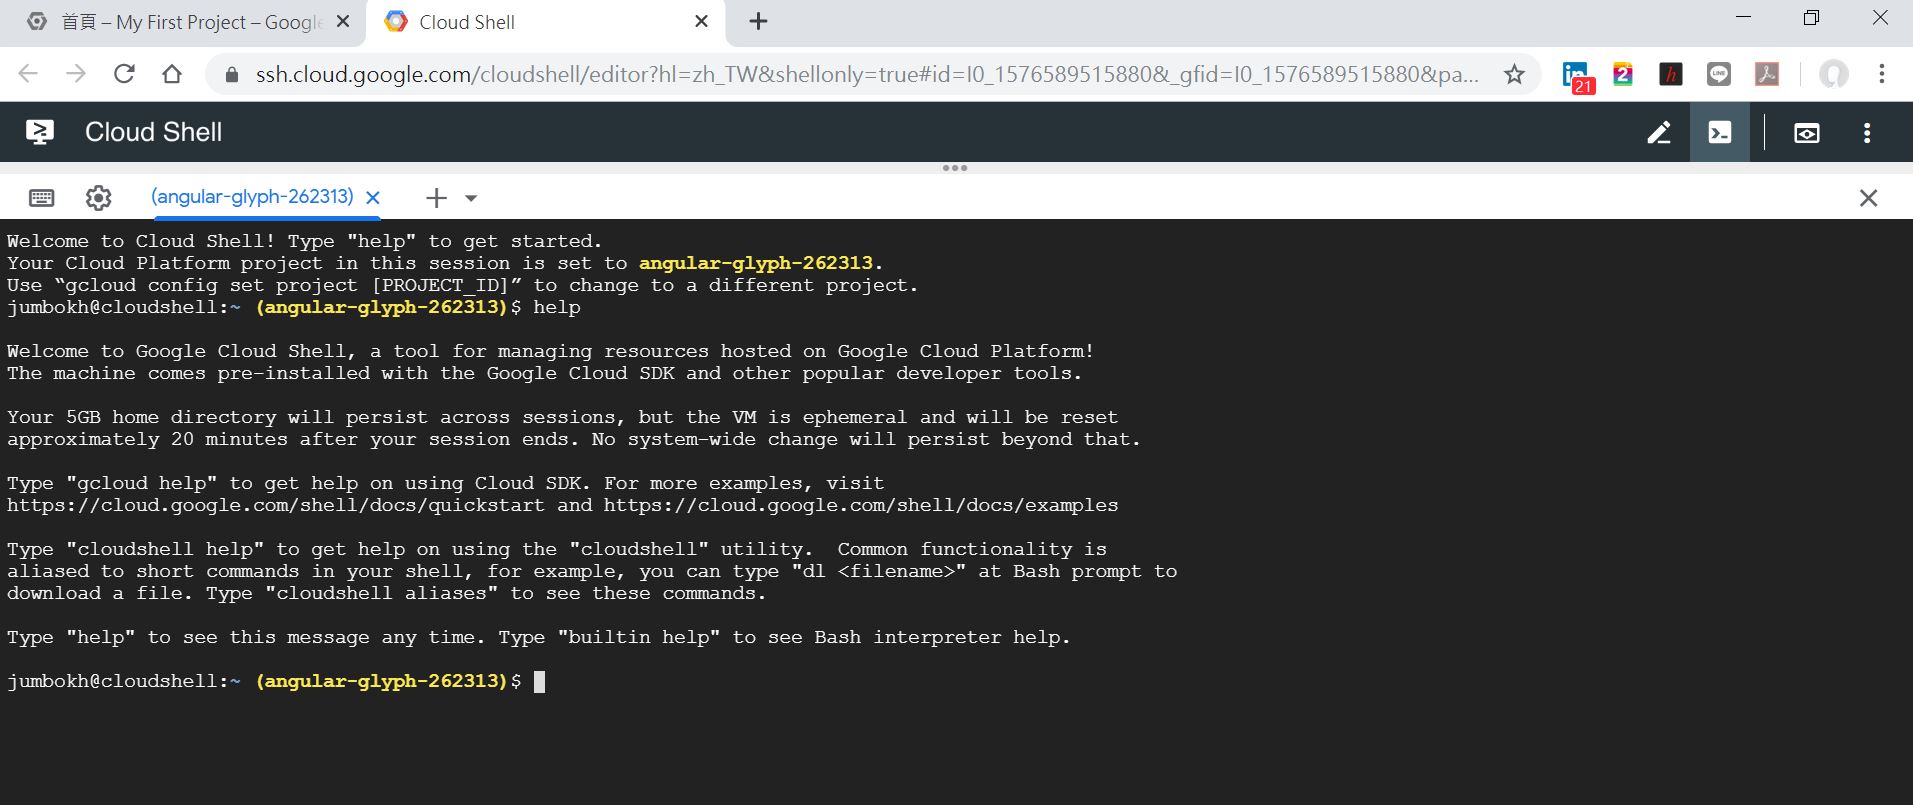 首頁 – My First Project – Google
Cloud Shell
ssh.cloud.google.com/cloudshell/editor?hl=zh_TW&shellonly=true#id=I0_1576589515880&_gfid=I0_1576589515880&pa...
21
2
h
LINE
Cloud Shell
(angular-glyph-262313)
Welcome to Cloud Shell! Type "help" to get started.
Your Cloud Platform project in this session is set to angular-glyph-262313.
Use “gcloud config set project [PROJECT_ID]” to change to a different project.
jumbokh@cloudshell:~ (angular-glyph-262313)$ help
Welcome to Google Cloud Shell, a tool for managing resources hosted on Google Cloud Platform!
The machine comes pre-installed with the Google Cloud SDK and other popular developer tools.
Your 5GB home directory will persist across sessions, but the VM is ephemeral and will be reset
approximately 20 minutes after your session ends. No system-wide change will persist beyond that.
Type "gcloud help" to get help on using Cloud SDK. For more examples, visit
https://cloud.google.com/shell/docs/quickstart and https://cloud.google.com/shell/docs/examples
Type "cloudshell help" to get help on using the "cloudshell" utility.  Common functionality is
aliased to short commands in your shell, for example, you can type "dl <filename>" at Bash prompt to
download a file. Type "cloudshell aliases" to see these commands.
Type "help" to see this message any time. Type "builtin help" to see Bash interpreter help.
jumbokh@cloudshell:~ (angular-glyph-262313)$